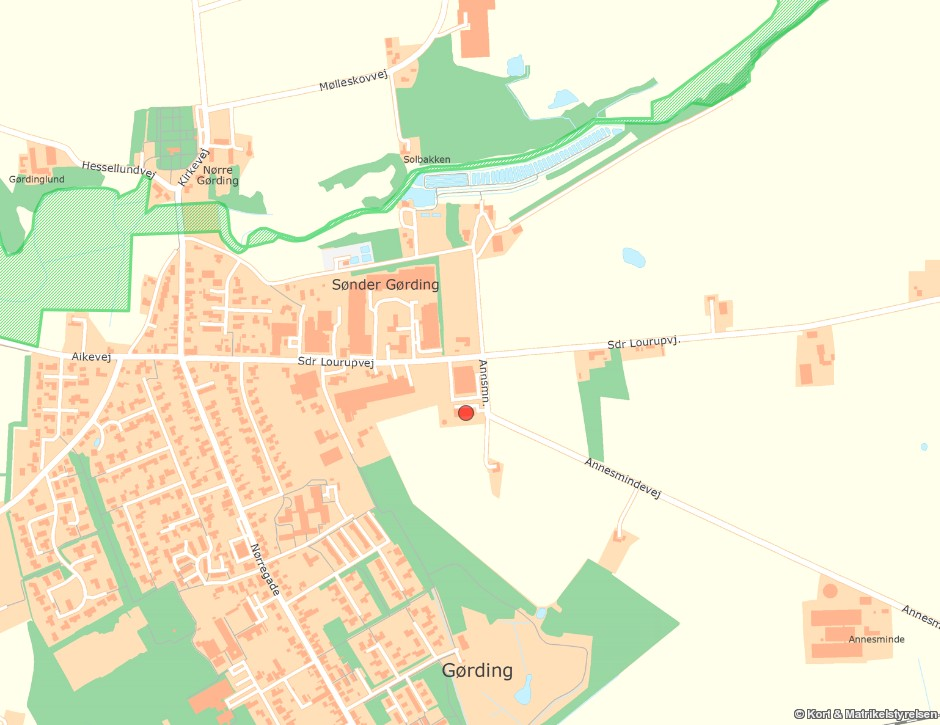 Mølleskovvej
Solbakken
Hessellundvej
Kirkevej
Nørre
Gørding
Gørdinglund
Sønder Gørding
Aikevej
Sdr Lourupvej
Sdr Lourupvj.
Annsmn.
Annesmindevej
Nørregade
Annesm
Annesminde
Gørding
© Kort & Matrikelstyrelsen